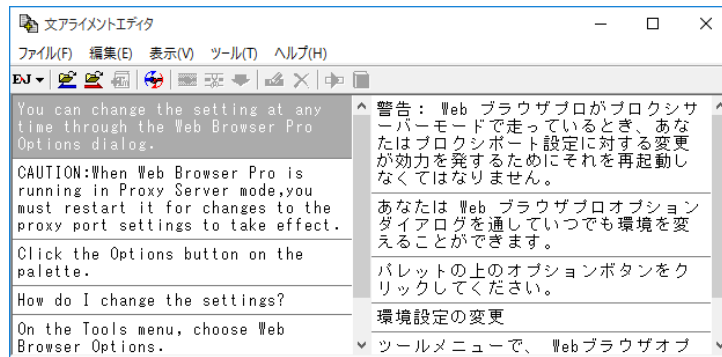 文アライメントエディタ
ファイル(F) 編集(E) 表示(V) ツール(T) ヘルプ(H)
EJ
You can change the setting at any
time through the Web Browser Pro
Options dialog.
CAUTION:When Web Browser Pro is
running in Proxy Server mode,you
must restart it for changes to the
proxy port settings to take effect.
Click the Options button on the
palette.
How do I change the settings?
On the Tools menu, choose Web
Browser Options.
警告： Web ブラウザプロがプロクシサ
ーバーモードで走っているとき、あな
たはプロクシポート設定に対する変更
が効力を発するためにそれを再起動し
なくてはなりません。
あなたは Web ブラウザプロオプション
ダイアログを通していつでも環境を変
えることができます。
パレットの上のオプションボタンをク
リックしてください。
環境設定の変更
ツールメニューで、 Webブラウザオプ